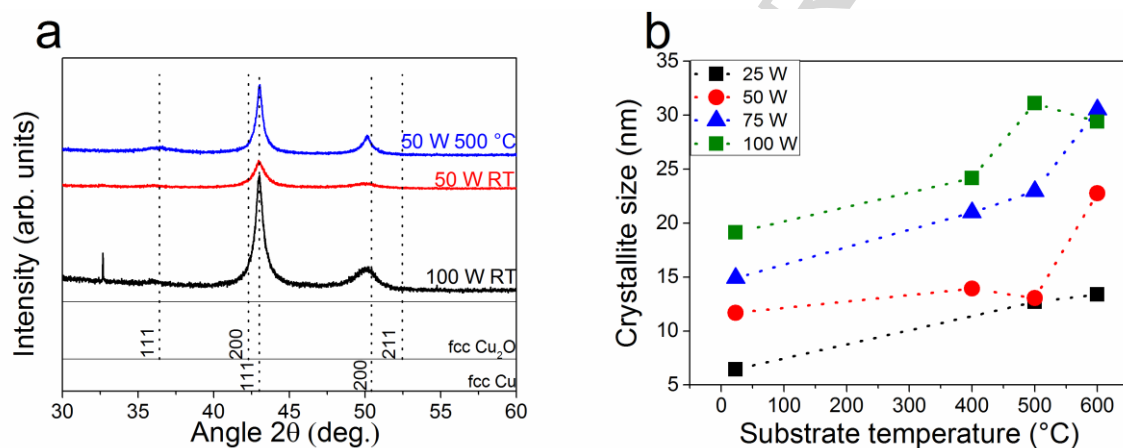 a
Intensity (arb. units)
50 W 500 °C
50 W RT
100 W RT
111
200
211
fcc Cu₂O
111
200
fcc Cu
30 35 40 45 50 55 60
Angle 2θ (deg.)
b
Crystallite size (nm)
35
30
25
20
15
10
5
25 W
50 W
75 W
100 W
0 100 200 300 400 500 600
Substrate temperature (°C)